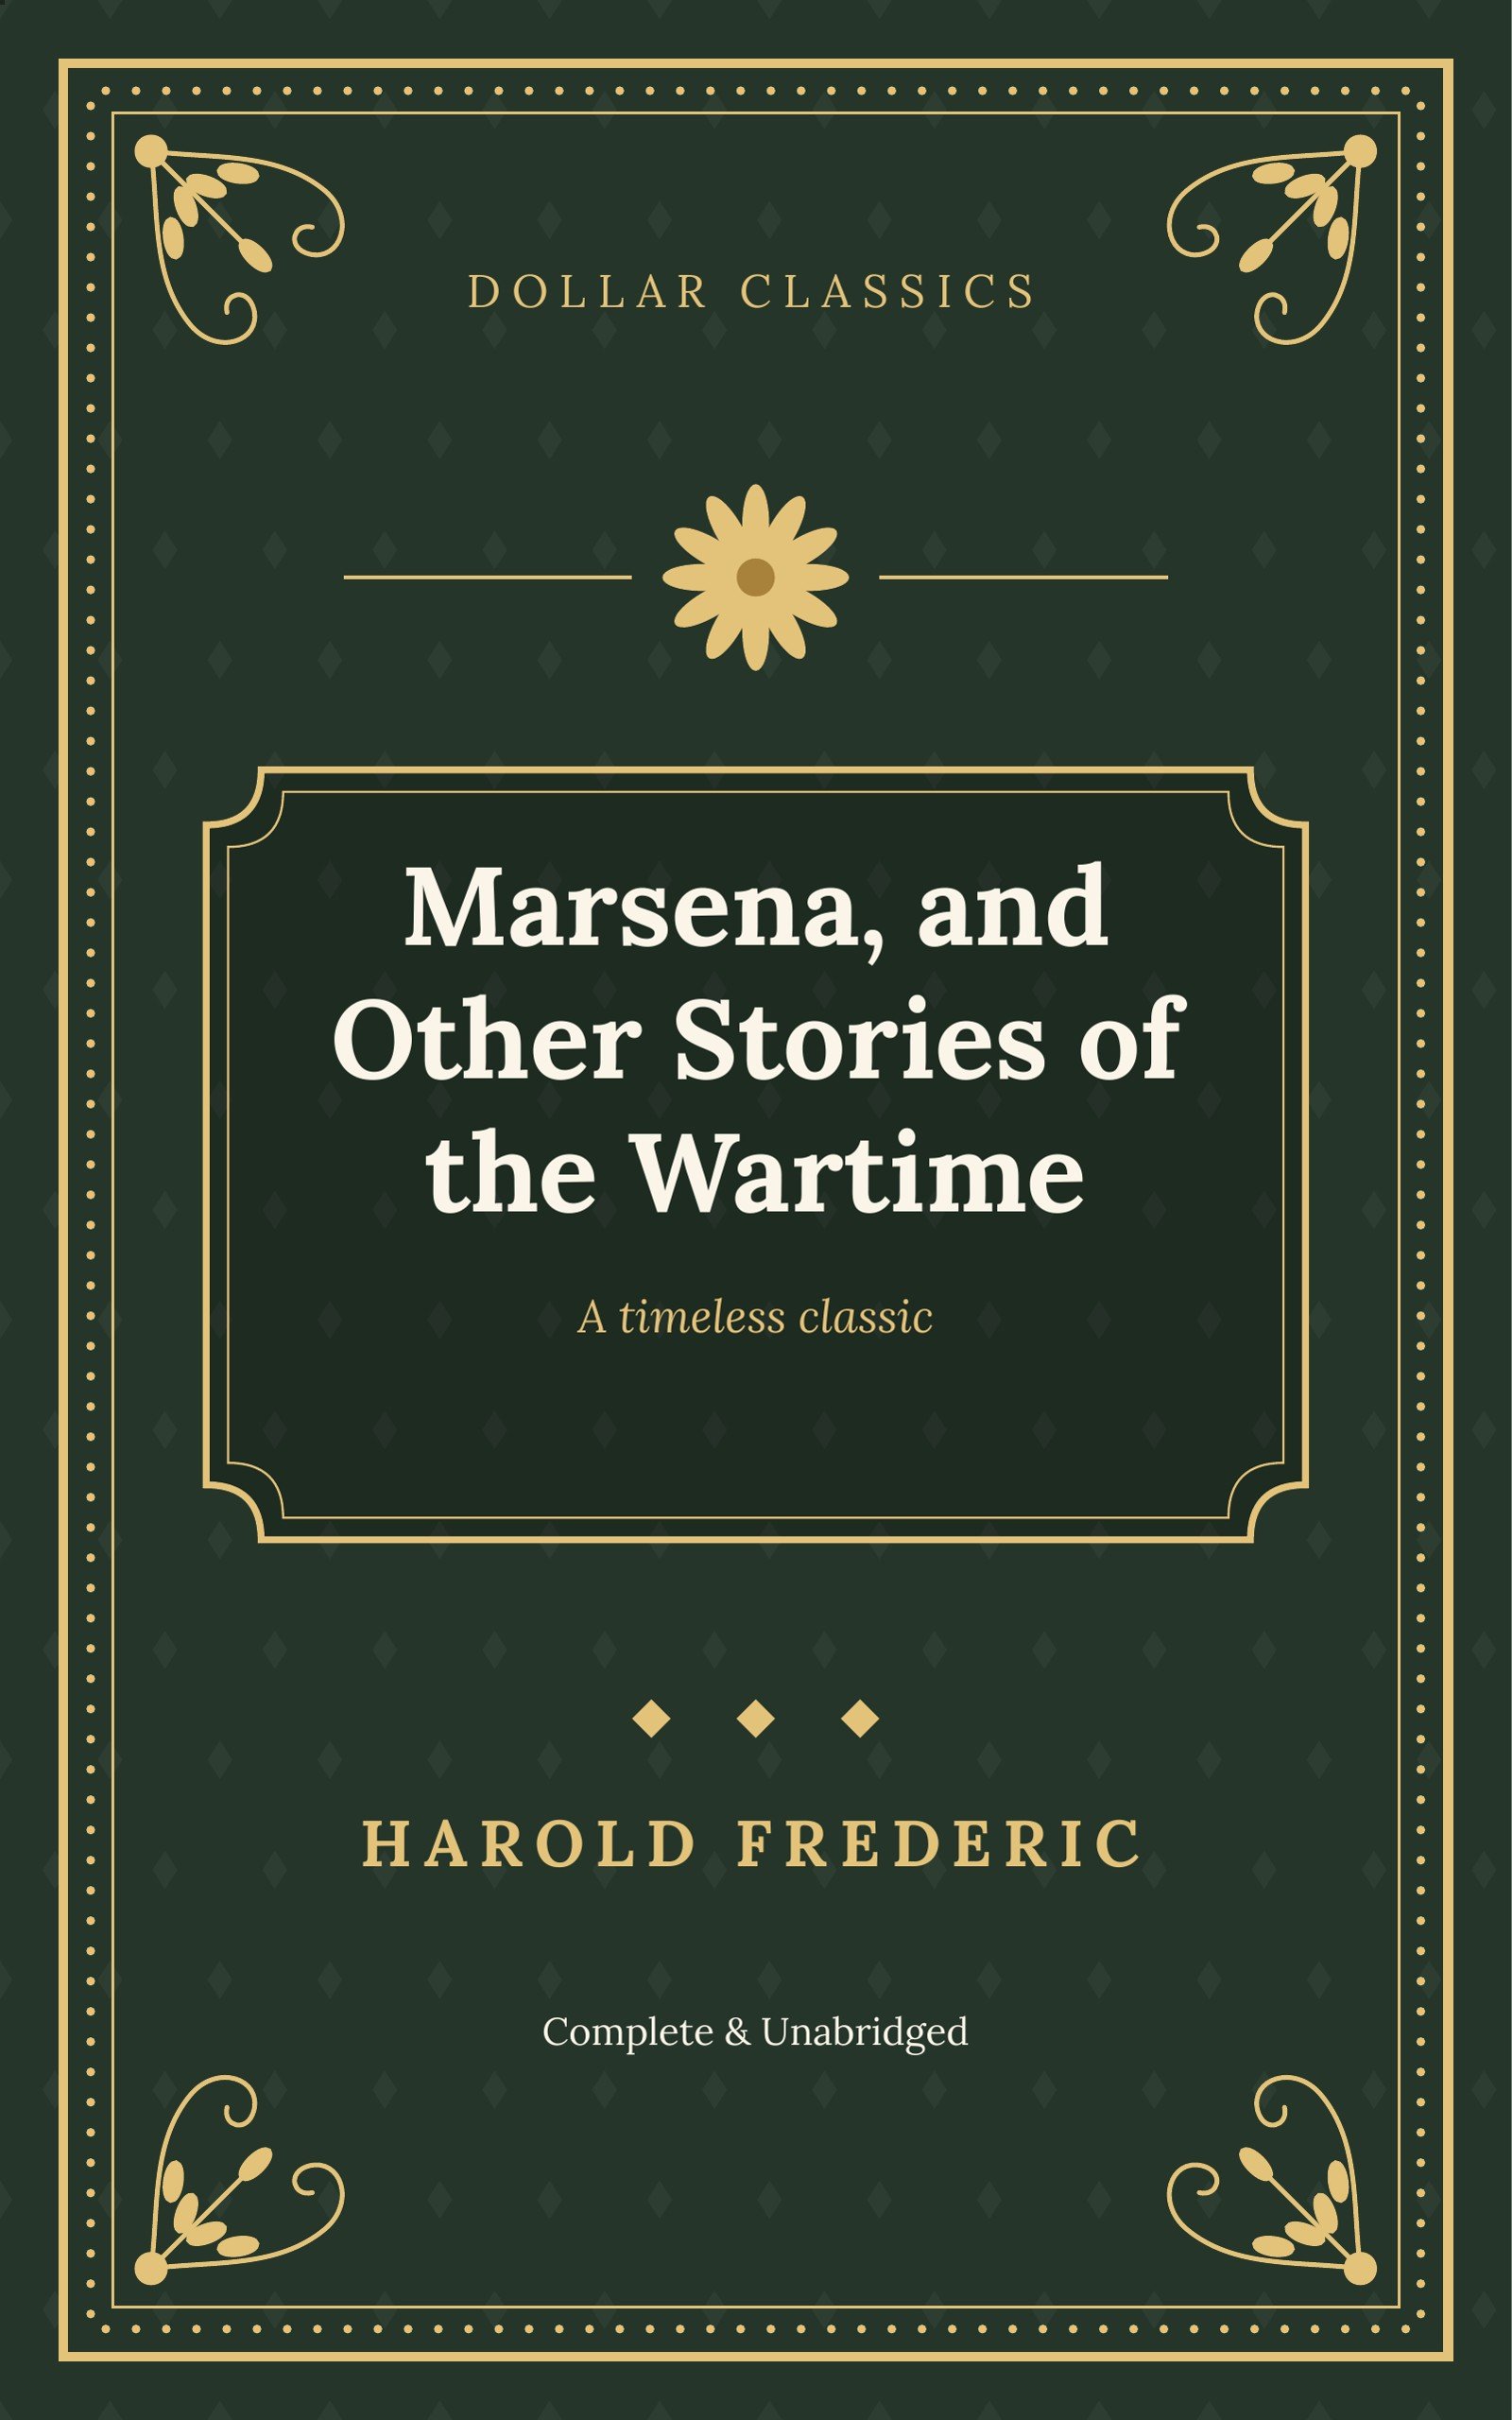 DOLLAR CLASSICS
Marsena, and
Other Stories of
the Wartime
A timeless classic
HAROLD FREDERIC
Complete & Unabridged